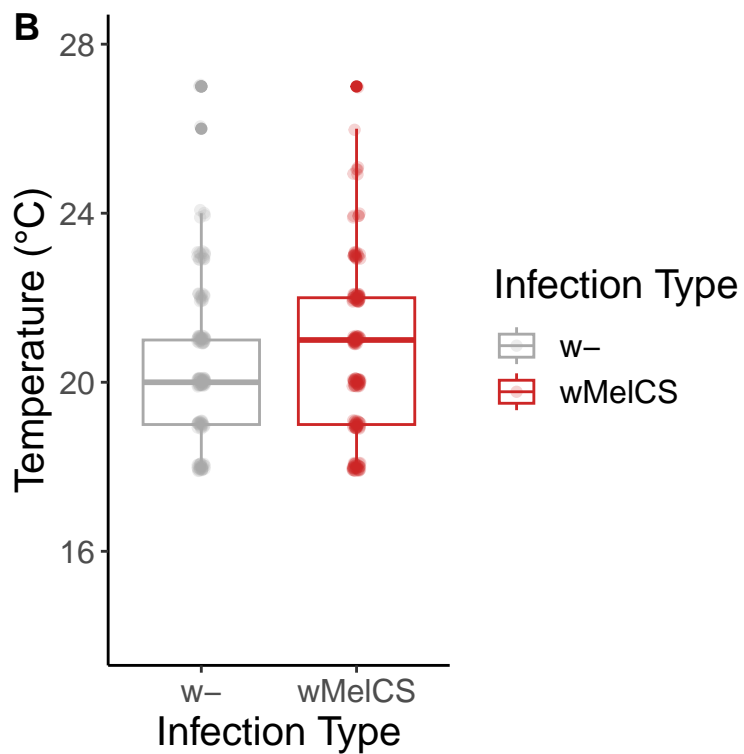 B
28
24
20
16
Temperature (°C)
w–
wMelCS
Infection Type
Infection Type
w–
wMelCS